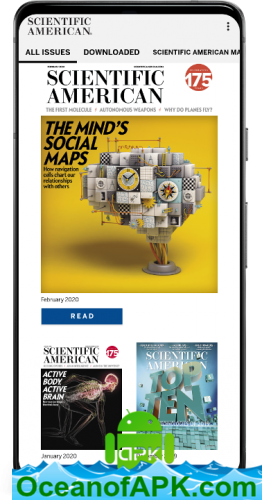 SCIENTIFIC
AMERICAN.
ALL ISSUES DOWNLOADED SCIENTIFIC AMERICAN MA
SCIENTIFIC
AMERICAN
175
THE FIRST MOLECULE / AUTONOMOUS WEAPONS / WHY DO PLANES FLY?
THE MIND'S
SOCIAL
MAPS
How navigation
cells chart our
relationships
with others
February 2020
READ
SCIENTIFIC
AMERICAN
175
ACTIVE
BODY,
ACTIVE
BRAIN
SCIENTIFIC
AMERICAN
TOP
TEN
January 2020
apk
OceanofAPK.com